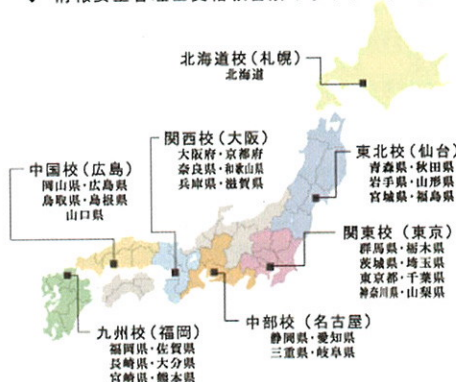 北海道校(札幌)
北海道
関西校(大阪)
大阪府・京都府
奈良県・和歌山県
兵庫県・滋賀県
中国校(広島)
岡山県・広島県
鳥取県・島根県
山口県
東北校(仙台)
青森県・秋田県
岩手県・山形県
宮城県・福島県
関東校(東京)
群馬県・栃木県
茨城県・埼玉県
東京都・千葉県
神奈川県・山梨県
中部校(名古屋)
静岡県・愛知県
三重県・岐阜県
九州校(福岡)
福岡県・佐賀県
長崎県・大分県
宮崎県・熊本県